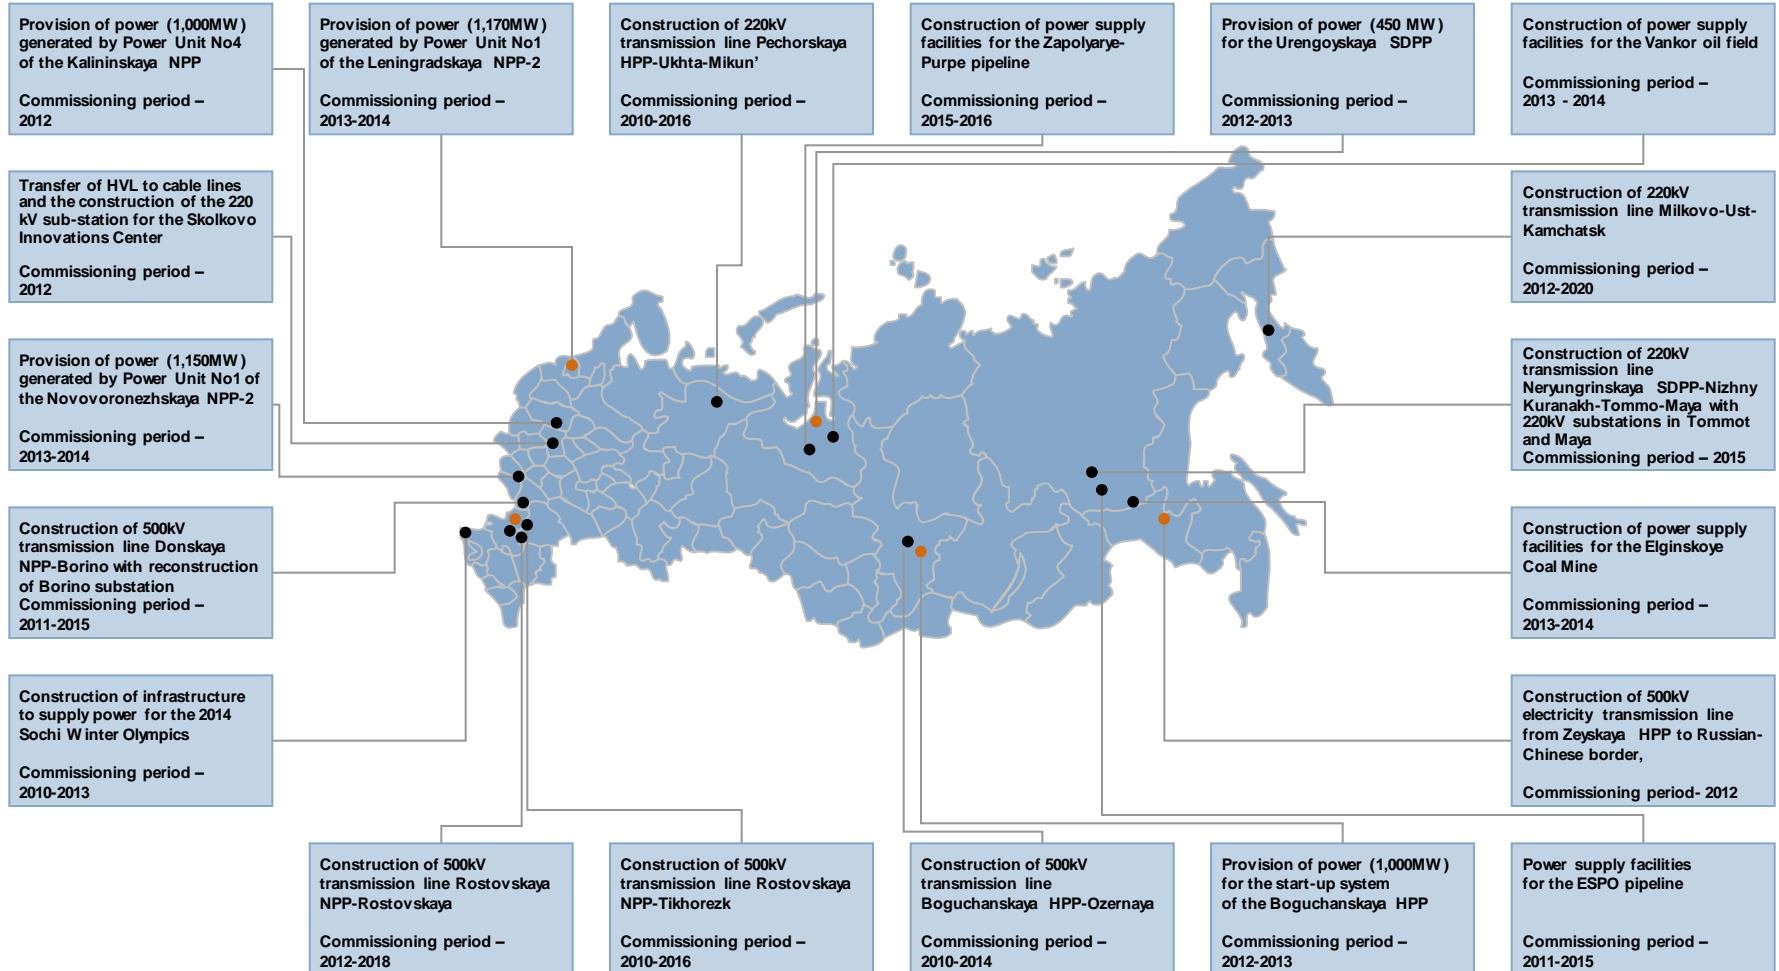 Provision of power (1,000MW)
generated by Power Unit No4
of the Kalininskaya NPP
Commissioning period –
2012
Provision of power (1,170MW)
generated by Power Unit No1
of the Leningradskaya NPP-2
Commissioning period –
2013-2014
Construction of 220kV
transmission line Pechorskaya
HPP-Ukhta-Mikun’
Commissioning period –
2010-2016
Construction of power supply
facilities for the Zapolyarye-
Purpe pipeline
Commissioning period –
2015-2016
Provision of power (450 MW)
for the Urengoyskaya SDPP
Commissioning period –
2012-2013
Construction of power supply
facilities for the Vankor oil field
Commissioning period –
2013 - 2014
Transfer of HVL to cable lines
and the construction of the 220
kV sub-station for the Skolkovo
Innovations Center
Commissioning period –
2012
Construction of 220kV
transmission line Milkovo-Ust-
Kamchatsk
Commissioning period –
2012-2020
Provision of power (1,150MW)
generated by Power Unit No1 of
the Novovoronezhskaya NPP-2
Commissioning period –
2013-2014
Construction of 220kV
transmission line
Neryungrinskaya SDPP-Nizhny
Kuranakh-Tommo-Maya with
220kV substations in Tommot
and Maya
Commissioning period – 2015
Construction of 500kV
transmission line Donskaya
NPP-Borino with reconstruction
of Borino substation
Commissioning period –
2011-2015
Construction of power supply
facilities for the Elginskoye
Coal Mine
Commissioning period –
2013-2014
Construction of infrastructure
to supply power for the 2014
Sochi Winter Olympics
Commissioning period –
2010-2013
Construction of 500kV
electricity transmission line
from Zeyskaya HPP to Russian-
Chinese border,
Commissioning period- 2012
Construction of 500kV
transmission line Rostovskaya
NPP-Rostovskaya
Commissioning period –
2012-2018
Construction of 500kV
transmission line Rostovskaya
NPP-Tikhorezk
Commissioning period –
2010-2016
Construction of 500kV
transmission line
Boguchanskaya HPP-Ozernaya
Commissioning period –
2010-2014
Provision of power (1,000MW)
for the start-up system
of the Boguchanskaya HPP
Commissioning period –
2012-2013
Power supply facilities
for the ESPO pipeline
Commissioning period –
2011-2015